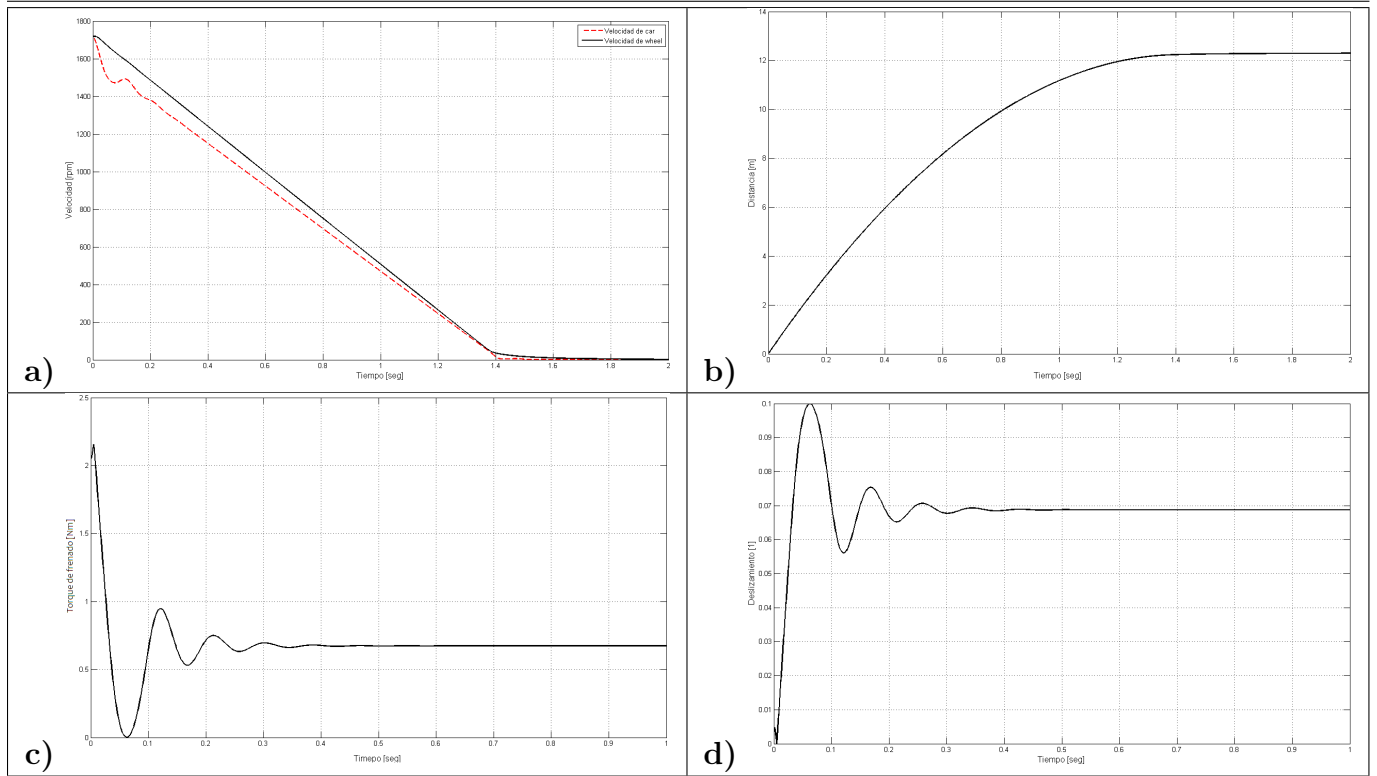 1800
1600
1400
1200
1000
800
600
400
200
0
Velocidad [rpm]
Velocidad de car
Velocidad de wheel
0 0.2 0.4 0.6 0.8 1 1.2 1.4 1.6 1.8 2
Tiempo [seg]
a)
14
12
10
8
6
4
2
0
Distancia [m]
0 0.2 0.4 0.6 0.8 1 1.2 1.4 1.6 1.8 2
Tiempo [seg]
b)
2.5
2
1.5
1
0.5
0
Torque de frenado [Nm]
0 0.1 0.2 0.3 0.4 0.5 0.6 0.7 0.8 0.9 1
Timepo [seg]
c)
0.1
0.09
0.08
0.07
0.06
0.05
0.04
0.03
0.02
0.01
0
Deslizamiento [1]
0 0.1 0.2 0.3 0.4 0.5 0.6 0.7 0.8 0.9 1
Tiempo [seg]
d)